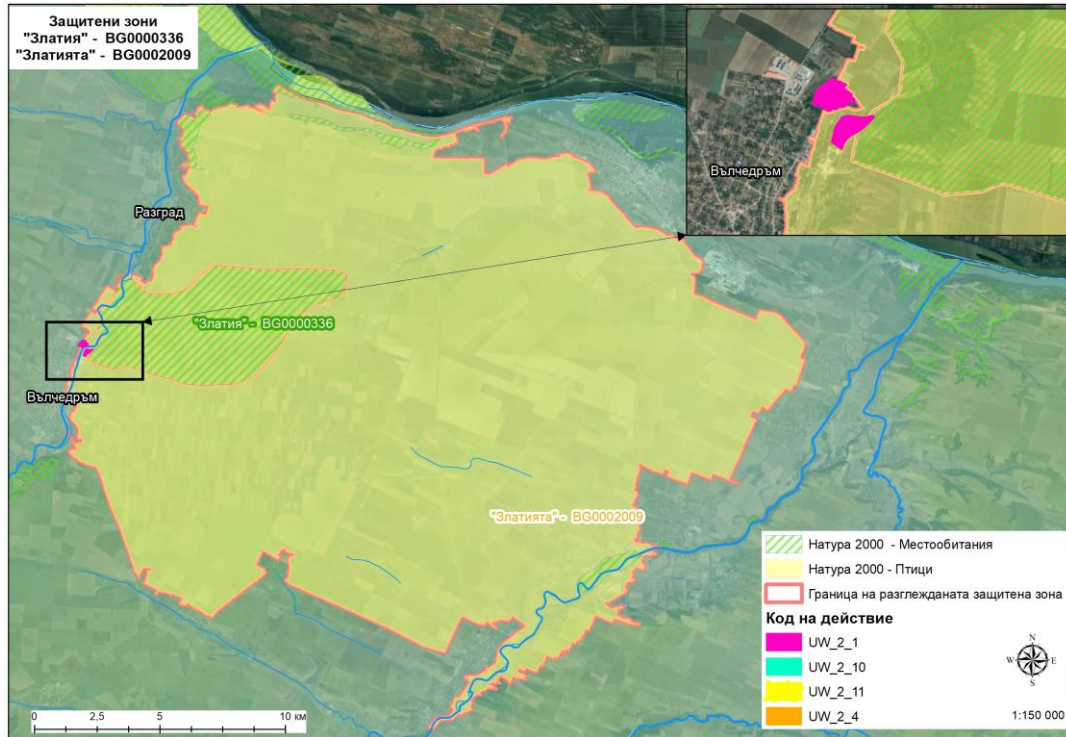 Защитени зони
"Златия" - BG0000336
"Златията" - BG0002009
Вълчедръм
Разград
"Златия" - BG0000336
Вълчедръм
"Златията" - BG0002009
Натура 2000 - Местообитания
Натура 2000 - Птици
Граница на разглежданата защитена зона
Код на действие
UW_2_1
UW_2_10
UW_2_11
UW_2_4
N
W E
S
1:150 000
0 2,5 5 10 км